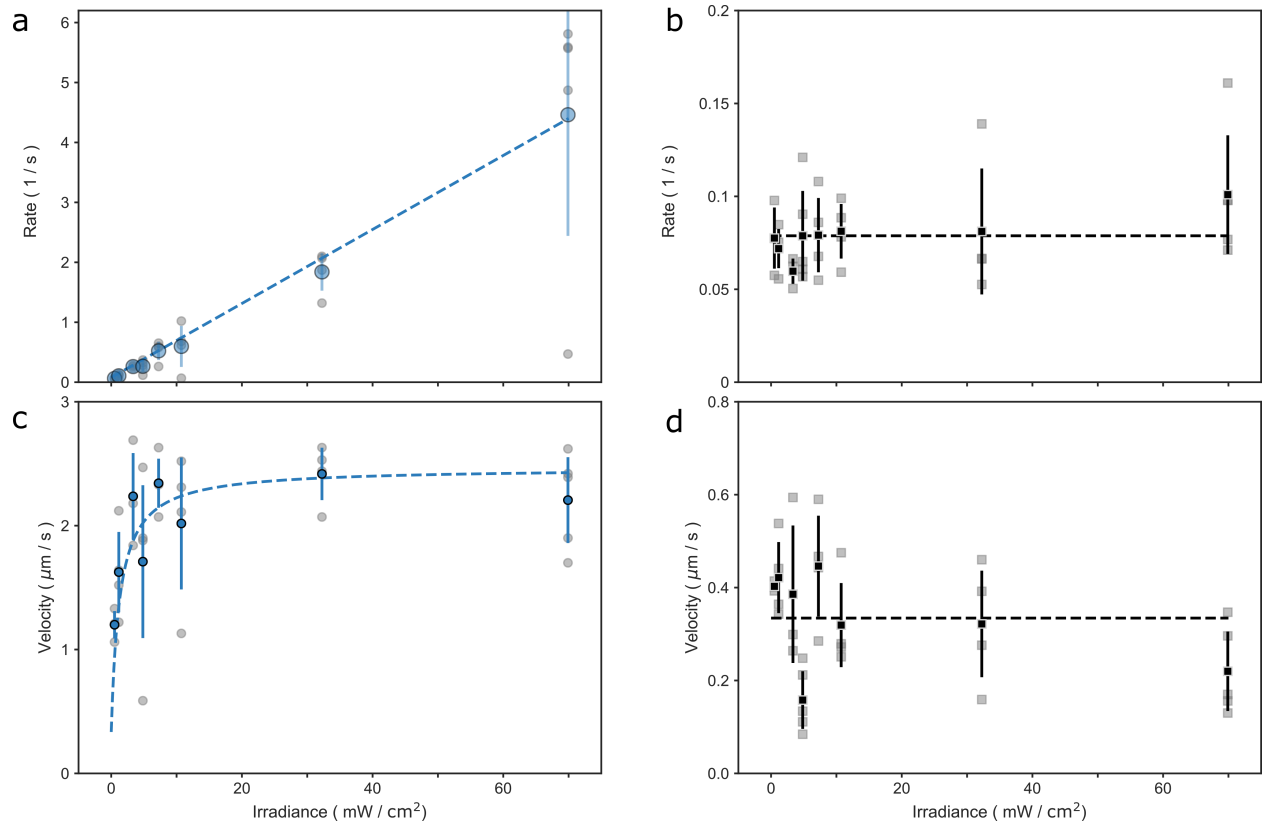 a
6
5
4
3
2
1
0
Rate ( 1 / s )
b
0.2
0.15
0.1
0.05
0
Rate ( 1 / s )
c
3
2
1
0
Velocity ( μm / s )
0 20 40 60
Irradiance ( mW / cm²)
d
0.8
0.6
0.4
0.2
0.0
Velocity ( μm / s )
0 20 40 60
Irradiance ( mW / cm²)